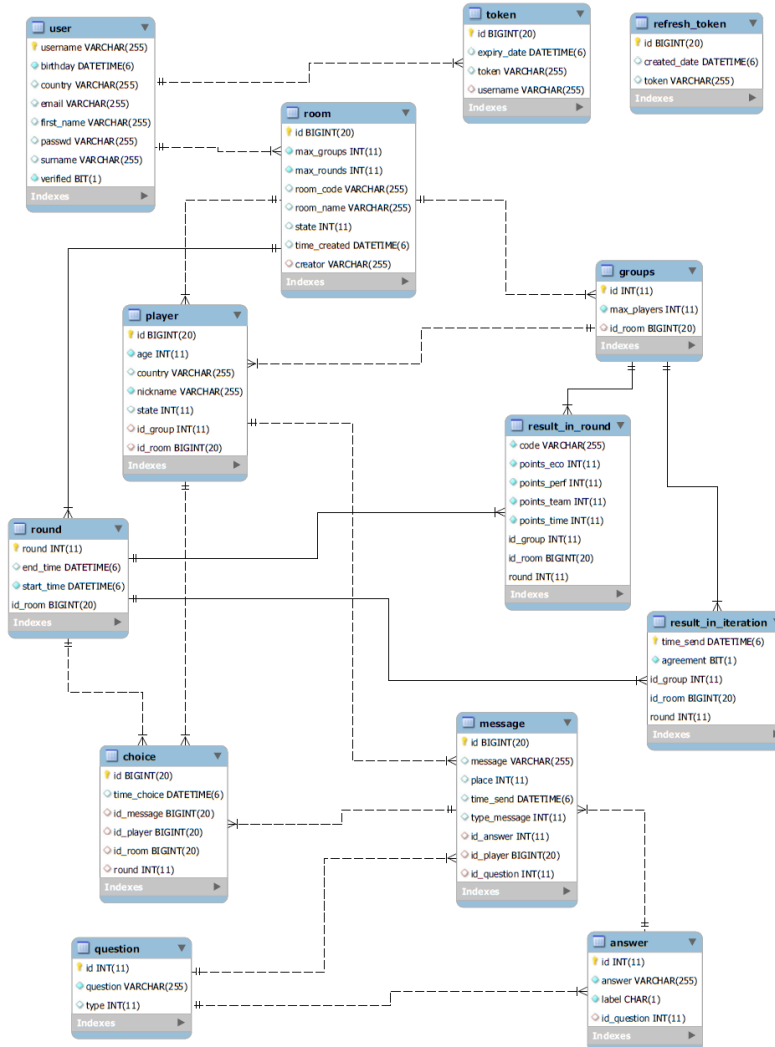 user
username VARCHAR(255)
birthday DATETIME(6)
country VARCHAR(255)
email VARCHAR(255)
first_name VARCHAR(255)
passwd VARCHAR(255)
surname VARCHAR(255)
verified BIT(1)
Indexes
token
id BIGINT(20)
expiry_date DATETIME(6)
token VARCHAR(255)
username VARCHAR(255)
Indexes
refresh_token
id BIGINT(20)
created_date DATETIME(6)
token VARCHAR(255)
Indexes
room
id BIGINT(20)
max_groups INT(11)
max_rounds INT(11)
room_code VARCHAR(255)
room_name VARCHAR(255)
state INT(11)
time_created DATETIME(6)
creator VARCHAR(255)
Indexes
groups
id INT(11)
max_players INT(11)
id_room BIGINT(20)
Indexes
player
id BIGINT(20)
age INT(11)
country VARCHAR(255)
nickname VARCHAR(255)
state INT(11)
id_group INT(11)
id_room BIGINT(20)
Indexes
result_in_round
code VARCHAR(255)
points_eco INT(11)
points_perf INT(11)
points_team INT(11)
points_time INT(11)
id_group INT(11)
id_room BIGINT(20)
round INT(11)
Indexes
round
round INT(11)
end_time DATETIME(6)
start_time DATETIME(6)
id_room BIGINT(20)
Indexes
result_in_iteration
time_send DATETIME(6)
agreement BIT(1)
id_group INT(11)
id_room BIGINT(20)
round INT(11)
Indexes
choice
id BIGINT(20)
time_choice DATETIME(6)
id_message BIGINT(20)
id_player BIGINT(20)
id_room BIGINT(20)
round INT(11)
Indexes
message
id BIGINT(20)
message VARCHAR(255)
place INT(11)
time_send DATETIME(6)
type_message INT(11)
id_answer INT(11)
id_player BIGINT(20)
id_question INT(11)
Indexes
question
id INT(11)
question VARCHAR(255)
type INT(11)
Indexes
answer
id INT(11)
answer VARCHAR(255)
label CHAR(1)
id_question INT(11)
Indexes